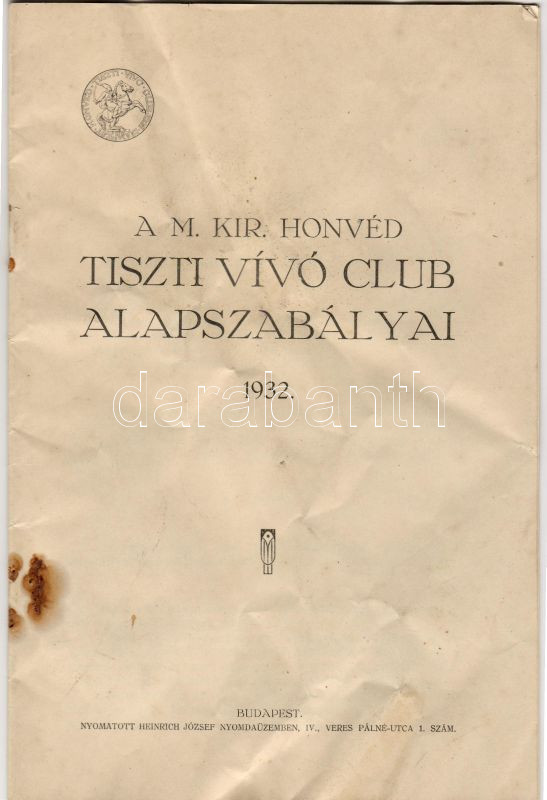 A M. KIR. HONVÉD
TISZTI VÍVÓ CLUB
ALAPSZABÁLYAI
1932.
darabanth
BUDAPEST.
NYOMATOTT HEINRICH JÓZSEF NYOMDAÜZEMBEN, IV., VERES PÁLNÉ-UTCA 1. SZÁM.